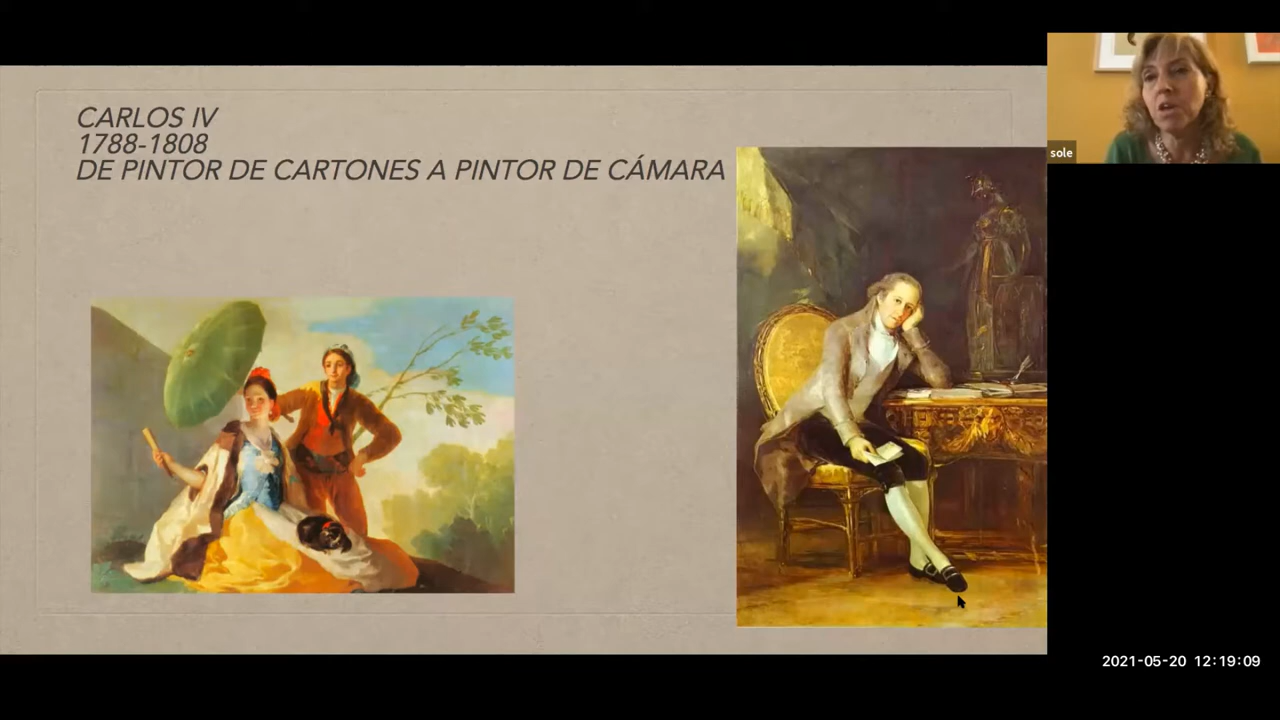 CARLOS IV
1788-1808
DE PINTOR DE CARTONES A PINTOR DE CÁMARA
sole
2021-05-20 12:19:09